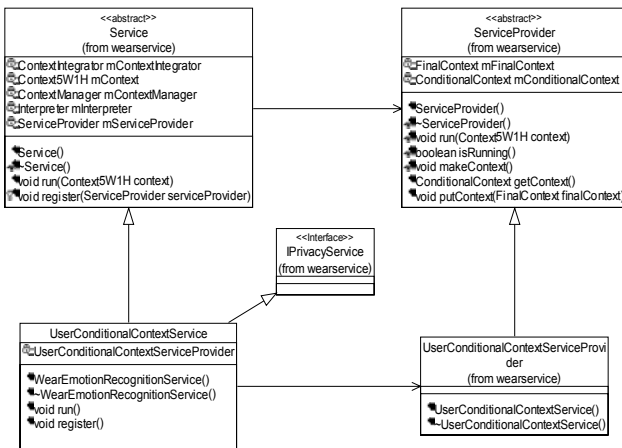 <<abstract>>
Service
(from wearservice)
ContextIntegrator mContextIntegrator
Context5W1H mContext
ContextManager mContextManager
Interpreter mInterpreter
ServiceProvider mServiceProvider
Service()
~Service()
void run(Context5W1H context)
void register(ServiceProvider serviceProvider)
<<abstract>>
ServiceProvider
(from wearservice)
FinalContext mFinalContext
ConditionalContext mConditionalContext
ServiceProvider()
~ServiceProvider()
void run(Context5W1H context)
boolean isRunning()
void makeContext()
ConditionalContext getContext()
void putContext(FinalContext finalContext)
<<Interface>>
IPrivacyService
(from wearservice)
UserConditionalContextService
UserConditionalContextServiceProvider
WearEmotionRecognitionService()
~WearEmotionRecognitionService()
void run()
void register()
UserConditionalContextServiceProvi
der
(from wearservice)
UserConditionalContextService()
~UserConditionalContextService()